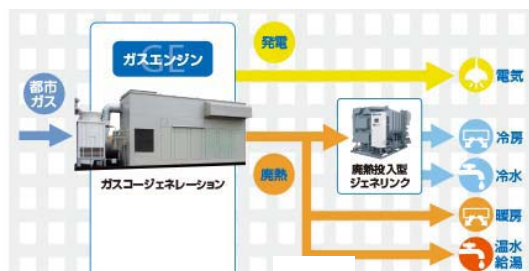 ガスエンジン
GE
発電
電気
都市
ガス
冷房
廃熱投入型
ジェネリンク
冷水
ガスコージェネレーション
廃熱
暖房
温水
給湯